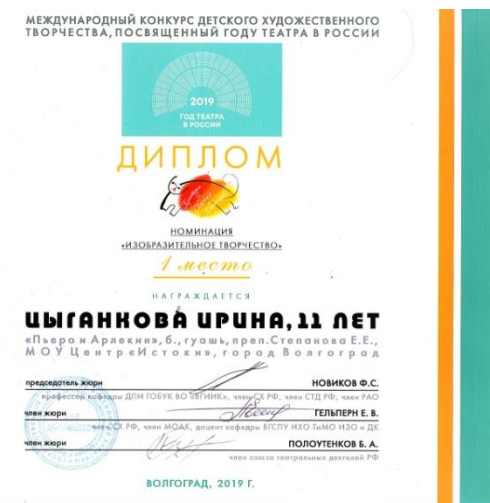 МЕЖДУНАРОДНЫЙ КОНКУРС ДЕТСКОГО ХУДОЖЕСТВЕННОГО
ТВОРЧЕСТВА, ПОСВЯЩЕННЫЙ ГОДУ ТЕАТРА В РОССИИ
2019
ГОД ТЕАТРА
В РОССИИ
ДИПЛОМ
НОМИНАЦИЯ
«ИЗОБРАЗИТЕЛЬНОЕ ТВОРЧЕСТВО»
1 место
НАГРАЖДАЕТСЯ
ЦЫГАНКОВА ИРИНА, 11 ЛЕТ
«Пьеро и Арлекин», б., гуашь, преп. Степанова Е.Е.,
МОУ Центр «Истоки», город Волгоград
председатель жюри НОВИКОВ Ф.С.
профессор кафедры ДПИ ГОБУК ВО «ВГИИК», член СХ РФ, член СТД РФ, член РАО
член жюри ГЕЛЬПЕРН Е. В.
член СХ РФ, член МОАК, доцент кафедры ВГСПУ ИХО ТиМО ИЗО и ДК
член жюри ПОЛОУТЕНКОВ Б. А.
член союза театральных деятелей РФ
ВОЛГОГРАД, 2019 Г.